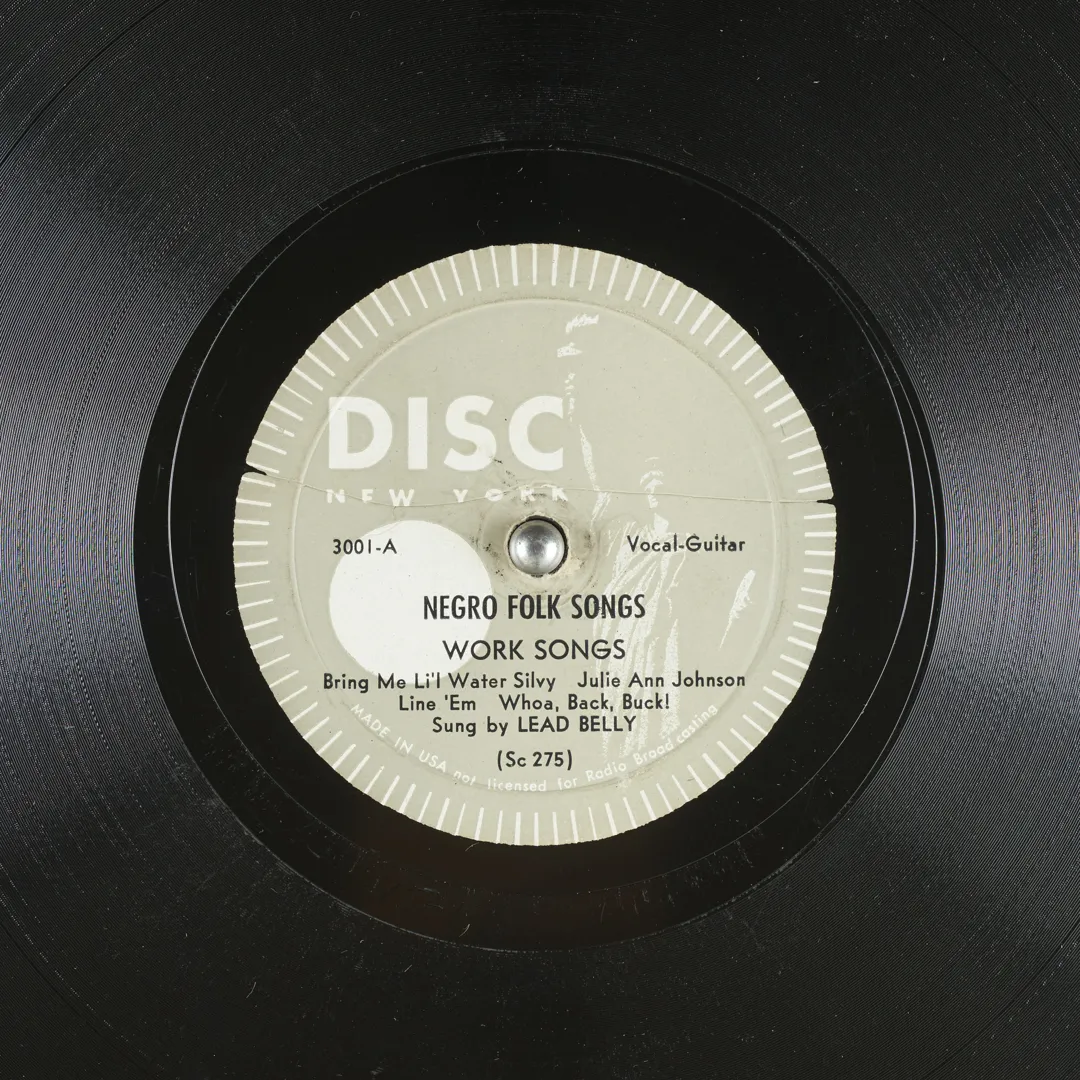 DISC
NEW YORK
3001-A
Vocal-Guitar
NEGRO FOLK SONGS
WORK SONGS
Bring Me Li'l Water Silvy Julie Ann Johnson
Line 'Em Whoa, Back, Buck!
Sung by LEAD BELLY
(Sc 275)
MADE IN USA not licensed for Radio Broadcasting